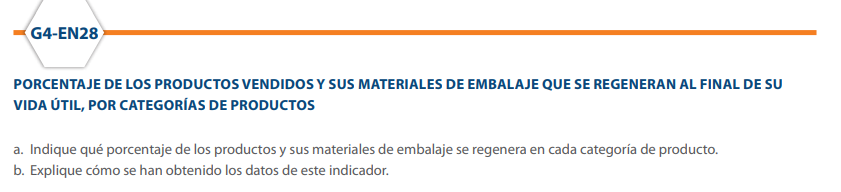 G4-EN28
PORCENTAJE DE LOS PRODUCTOS VENDIDOS Y SUS MATERIALES DE EMBALAJE QUE SE REGENERAN AL FINAL DE SU
VIDA ÚTIL, POR CATEGORÍAS DE PRODUCTOS
a. Indique qué porcentaje de los productos y sus materiales de embalaje se regenera en cada categoría de producto.
b. Explique cómo se han obtenido los datos de este indicador.